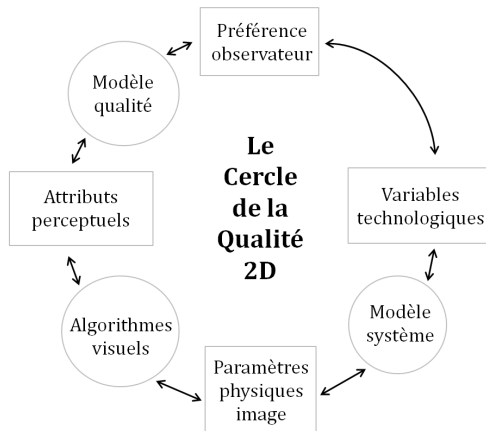 Préférence
observateur
Modèle
qualité
Le
Cercle
de la
Qualité
2D
Attributs
perceptuels
Variables
technologiques
Algorithmes
visuels
Modèle
système
Paramètres
physiques
image